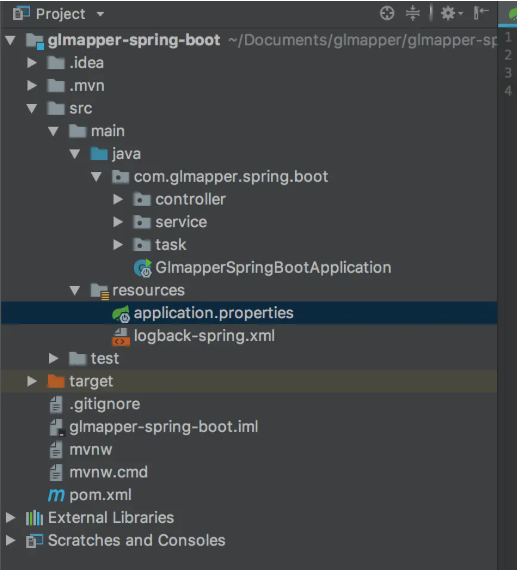 Project
glmapper-spring-boot ~/Documents/glmapper/glmapper-sp
.idea
.mvn
src
main
java
com.glmapper.spring.boot
controller
service
task
GlmapperSpringBootApplication
resources
application.properties
logback-spring.xml
test
target
.gitignore
glmapper-spring-boot.iml
mvnw
mvnw.cmd
pom.xml
External Libraries
Scratches and Consoles
1
2
3
4